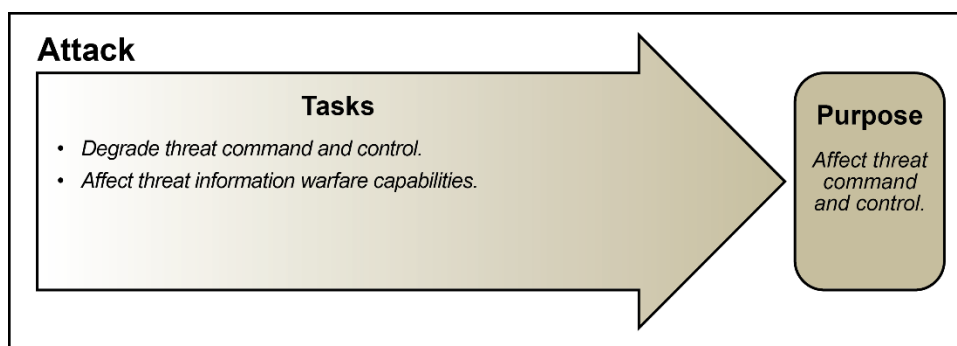 Attack
Tasks
• Degrade threat command and control.
• Affect threat information warfare capabilities.
Purpose
Affect threat
command
and control.